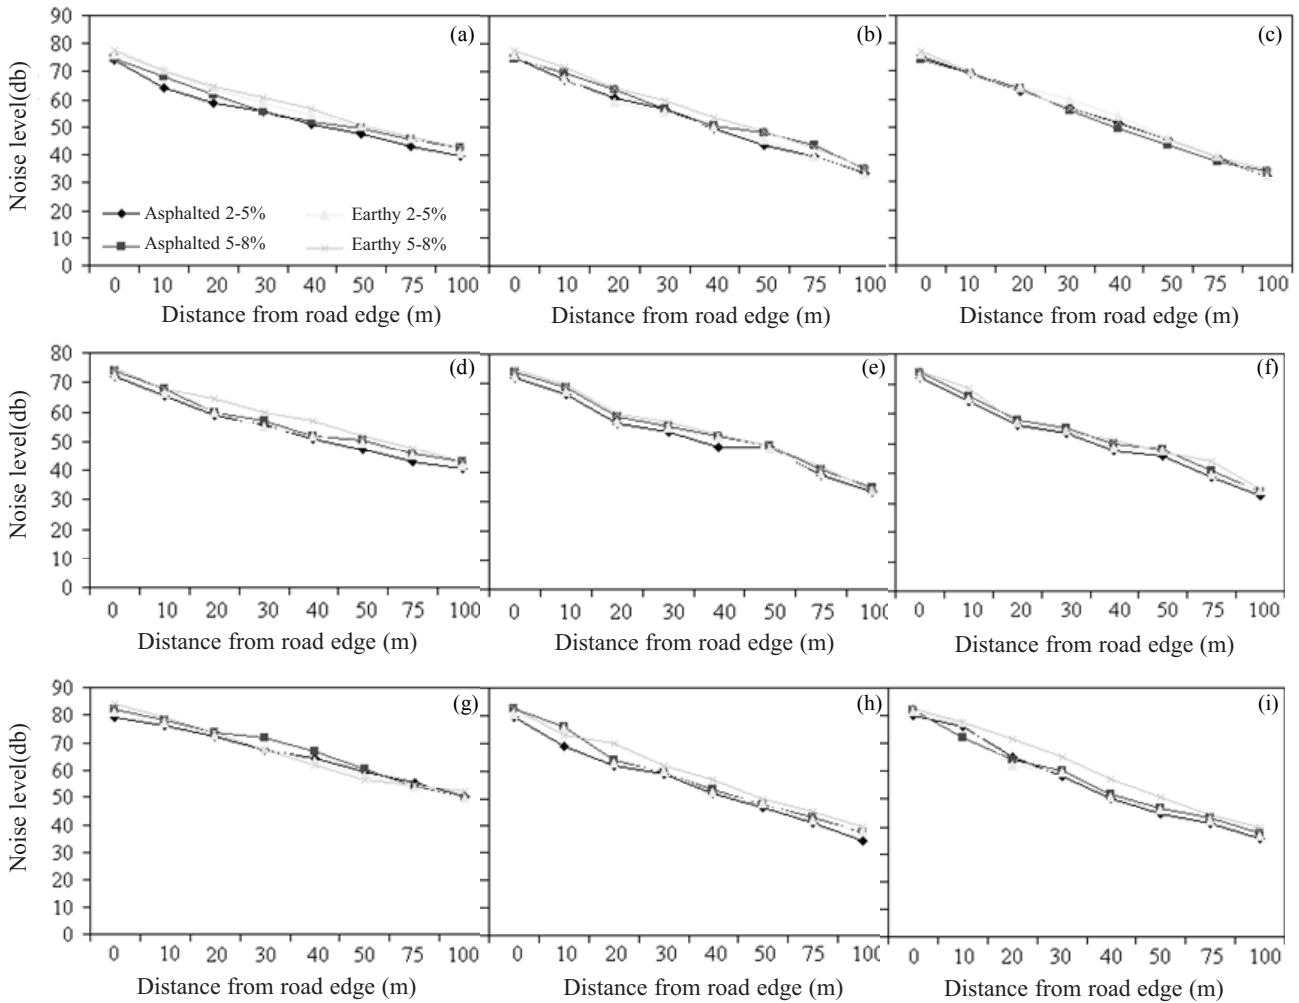 (a) (b) (c)
Noise level(db)
90
80
70
60
50
40
30
20
10
0
Asphalted 2-5% Earthy 2-5%
Asphalted 5-8% Earthy 5-8%
0 10 20 30 40 50 75 100
0 10 20 30 40 50 75 100
0 10 20 30 40 50 75 100
Distance from road edge (m)
Distance from road edge (m)
Distance from road edge (m)
(d) (e) (f)
Noise level(db)
80
70
60
50
40
30
20
10
0
0 10 20 30 40 50 75 100
0 10 20 30 40 50 75 100
0 10 20 30 40 50 75 100
Distance from road edge (m)
Distance from road edge (m)
Distance from road edge (m)
(g) (h) (i)
Noise level(db)
90
80
70
60
50
40
30
20
10
0
0 10 20 30 40 50 75 100
0 10 20 30 40 50 75 100
0 10 20 30 40 50 75 100
Distance from road edge (m)
Distance from road edge (m)
Distance from road edge (m)